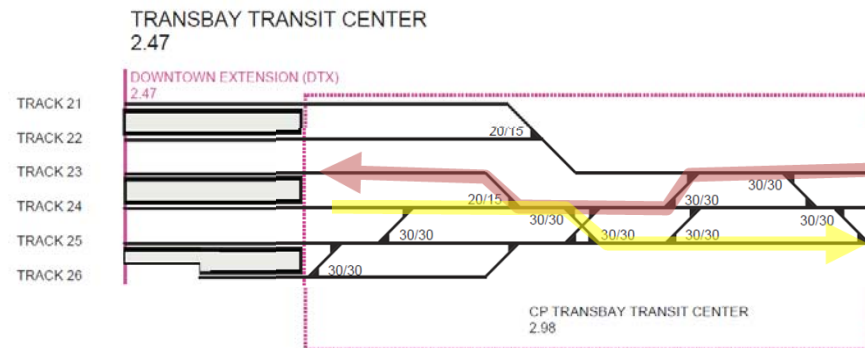 TRANSBAY TRANSIT CENTER
2.47
DOWNTOWN EXTENSION (DTX)
2.47
TRACK 21
20/15
TRACK 22
TRACK 23
30/30
20/15
30/30
TRACK 24
30/30
30/30
TRACK 25
30/30
30/30
30/30
TRACK 26
30/30
CP TRANSBAY TRANSIT CENTER
2.98